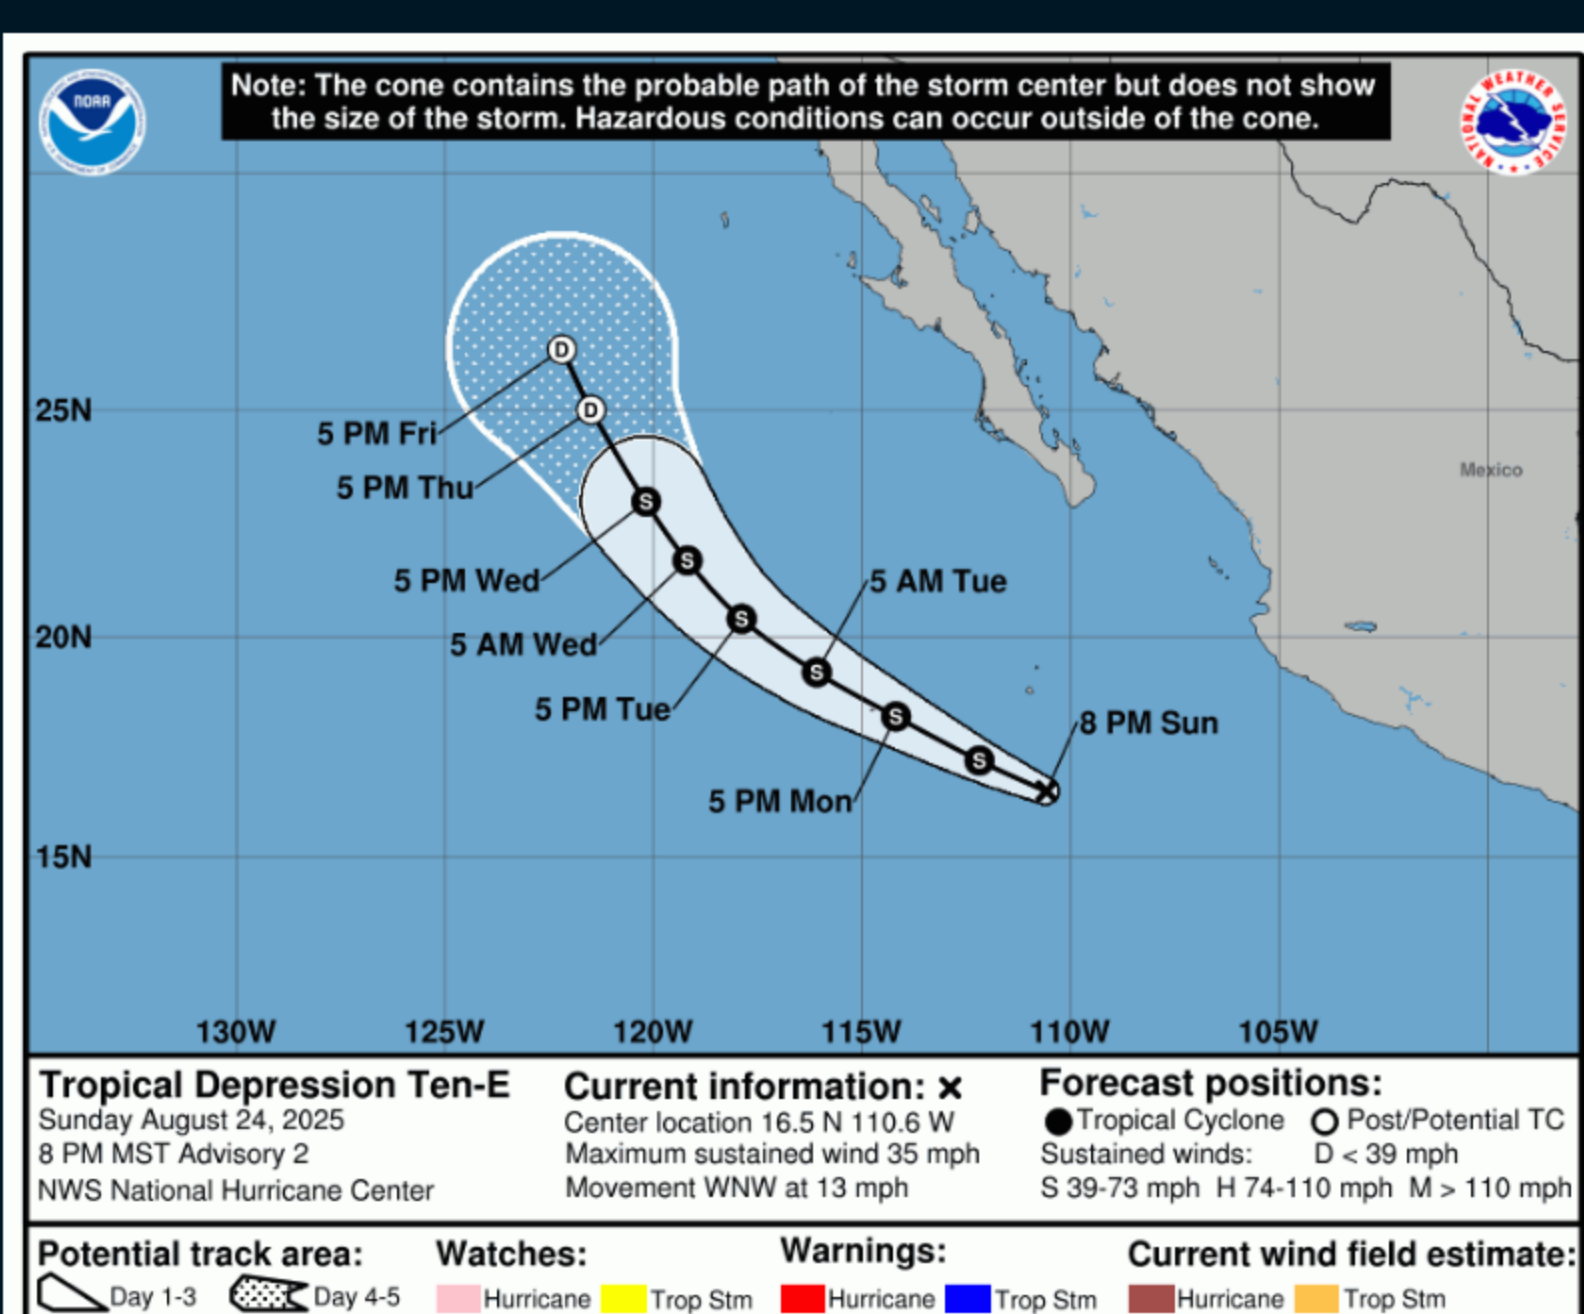 Note: The cone contains the probable path of the storm center but does not show
the size of the storm. Hazardous conditions can occur outside of the cone.
NOAA
NATIONAL WEATHER SERVICE
5 PM Fri
25N
5 PM Thu
Mexico
D
D
S
5 PM Wed
S
5 AM Tue
20N
5 AM Wed
S
S
5 PM Tue
S
8 PM Sun
S
5 PM Mon
15N
130W 125W 120W 115W 110W 105W
Tropical Depression Ten-E
Sunday August 24, 2025
8 PM MST Advisory 2
NWS National Hurricane Center
Current information: x
Center location 16.5 N 110.6 W
Maximum sustained wind 35 mph
Movement WNW at 13 mph
Forecast positions:
Tropical Cyclone Post/Potential TC
Sustained winds: D < 39 mph
S 39-73 mph H 74-110 mph M > 110 mph
Potential track area:
Day 1-3 Day 4-5
Watches:
Hurricane Trop Stm
Warnings:
Hurricane Trop Stm
Current wind field estimate:
Hurricane Trop Stm